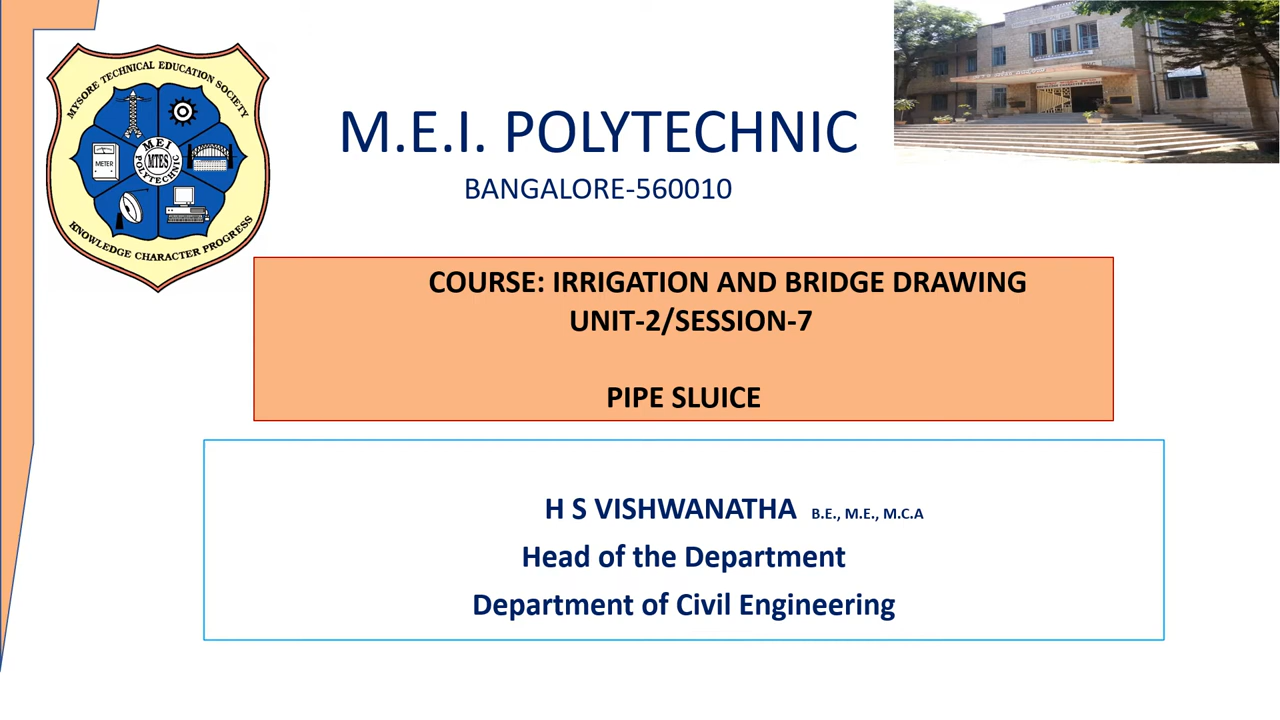 MYSORE TECHNICAL EDUCATION SOCIETY
METER
MEI
MTES
POLYTECHNIC
KNOWLEDGE CHARACTER PROGRESS
M.E.I. POLYTECHNIC
BANGALORE-560010
COURSE: IRRIGATION AND BRIDGE DRAWING
UNIT-2/SESSION-7
PIPE SLUICE
H S VISHWANATHA B.E., M.E., M.C.A
Head of the Department
Department of Civil Engineering